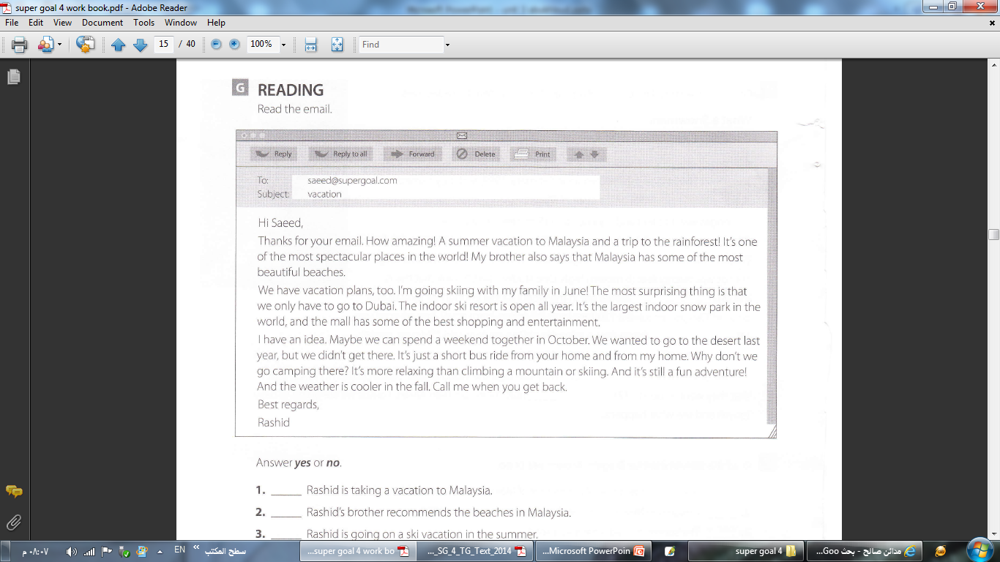 super goal 4 work book.pdf - Adobe Reader
File Edit View Document Tools Window Help
15 / 40 100% Find
G READING
Read the email.
Reply Reply to all Forward Delete Print
To: saeed@supergoal.com
Subject: vacation
Hi Saeed,
Thanks for your email. How amazing! A summer vacation to Malaysia and a trip to the rainforest! It's one
of the most spectacular places in the world! My brother also says that Malaysia has some of the most
beautiful beaches.
We have vacation plans, too. I'm going skiing with my family in June! The most surprising thing is that
we only have to go to Dubai. The indoor ski resort is open all year. It's the largest indoor snow park in the
world, and the mall has some of the best shopping and entertainment.
I have an idea. Maybe we can spend a weekend together in October. We wanted to go to the desert last
year, but we didn't get there. It's just a short bus ride from your home and from my home. Why don't we
go camping there? It's more relaxing than climbing a mountain or skiing. And it's still a fun adventure!
And the weather is cooler in the fall. Call me when you get back.
Best regards,
Rashid
Answer yes or no.
1. _____ Rashid is taking a vacation to Malaysia.
2. _____ Rashid's brother recommends the beaches in Malaysia.
3. _____ Rashid is going on a ski vacation in the summer.
٠٨:٠٧ م EN سطح المكتب ...super goal 4 work bo ..._SG_4_TG_Text_2014 ...Microsoft PowerPoin super goal 4 مدائن صالح - بحث Goo...